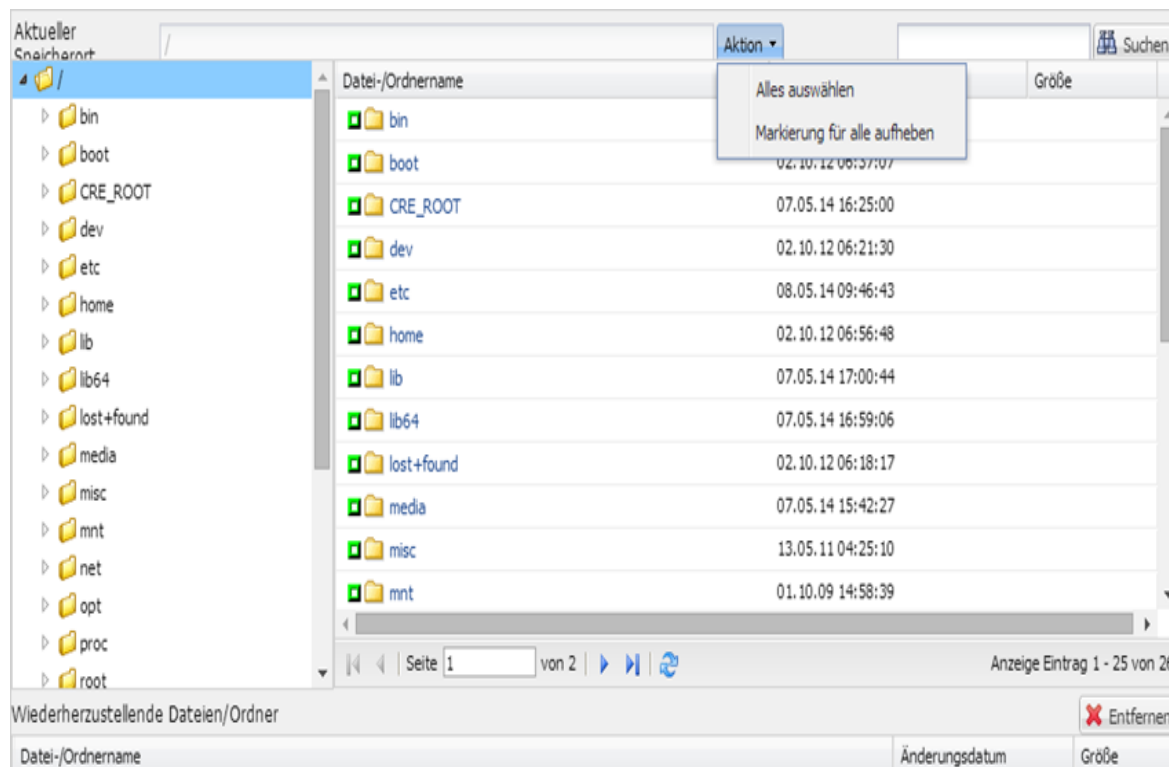 Aktueller
Speicherort / Aktion Suchen
Alles auswählen
Markierung für alle aufheben
/
bin
boot
CRE_ROOT
dev
etc
home
lib
lib64
lost+found
media
misc
mnt
net
opt
proc
root
Datei-/Ordnername Größe
bin
boot 02.10.12 06:37:07
CRE_ROOT 07.05.14 16:25:00
dev 02.10.12 06:21:30
etc 08.05.14 09:46:43
home 02.10.12 06:56:48
lib 07.05.14 17:00:44
lib64 07.05.14 16:59:06
lost+found 02.10.12 06:18:17
media 07.05.14 15:42:27
misc 13.05.11 04:25:10
mnt 01.10.09 14:58:39
Seite 1 von 2 Anzeige Eintrag 1 - 25 von 26
Wiederherzustellende Dateien/Ordner Entfernen
Datei-/Ordnername Änderungsdatum Größe